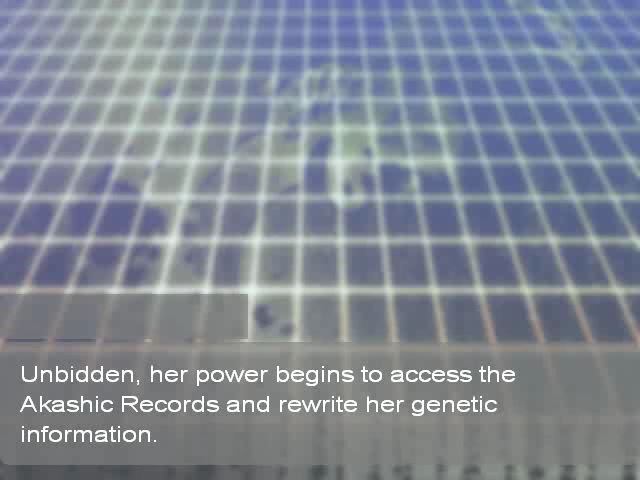 Unbidden, her power begins to access the
Akashic Records and rewrite her genetic
information.